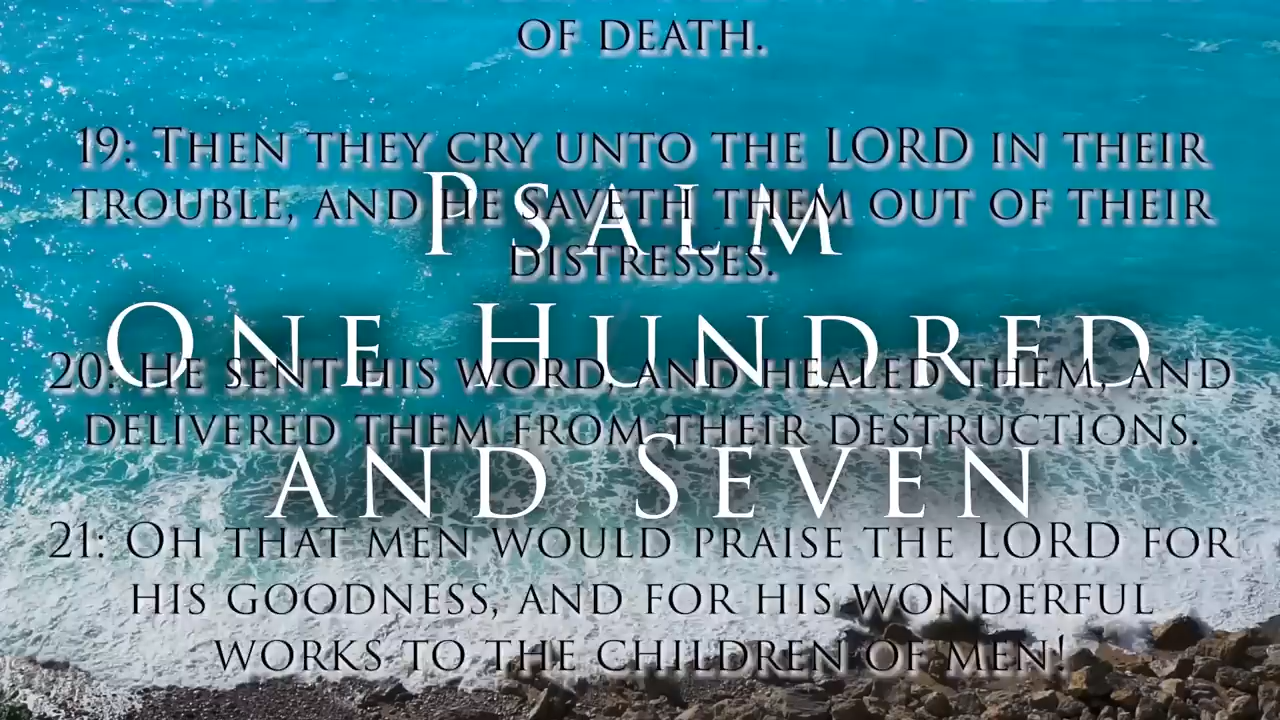 OF DEATH.
19: THEN THEY CRY UNTO THE LORD IN THEIR
TROUBLE, AND HE SAVETH THEM OUT OF THEIR
DISTRESSES.
20: HE SENT HIS WORD, AND HEALED THEM, AND
DELIVERED THEM FROM THEIR DESTRUCTIONS.
21: OH THAT MEN WOULD PRAISE THE LORD FOR
HIS GOODNESS, AND FOR HIS WONDERFUL
WORKS TO THE CHILDREN OF MEN!
PSALM
ONE HUNDRED
AND SEVEN